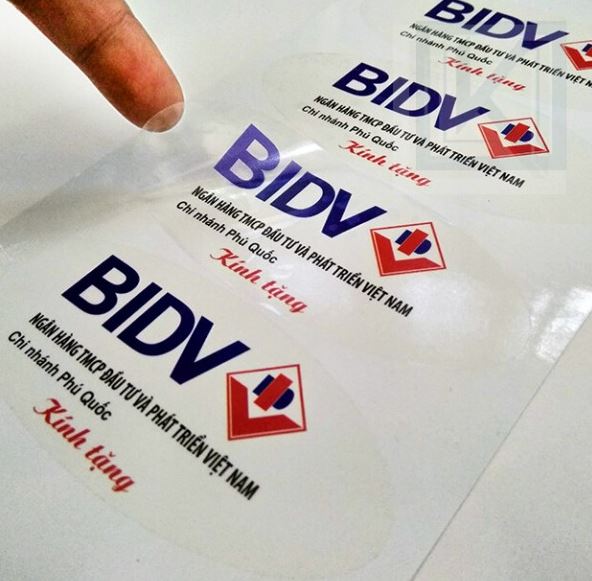 BIDV
NGÂN HÀNG TMCP ĐẦU TƯ VÀ PHÁT TRIỂN VIỆT NAM
Chi nhánh Phú Quốc
Kính tặng
BIDV
NGÂN HÀNG TMCP ĐẦU TƯ VÀ PHÁT TRIỂN VIỆT NAM
Chi nhánh Phú Quốc
Kính tặng
BIDV
NGÂN HÀNG TMCP ĐẦU TƯ VÀ PHÁT TRIỂN VIỆT NAM
Chi nhánh Phú Quốc
Kính tặng
BIDV
NGÂN HÀNG TMCP ĐẦU TƯ VÀ PHÁT TRIỂN VIỆT NAM
Chi nhánh Phú Quốc
Kính tặng